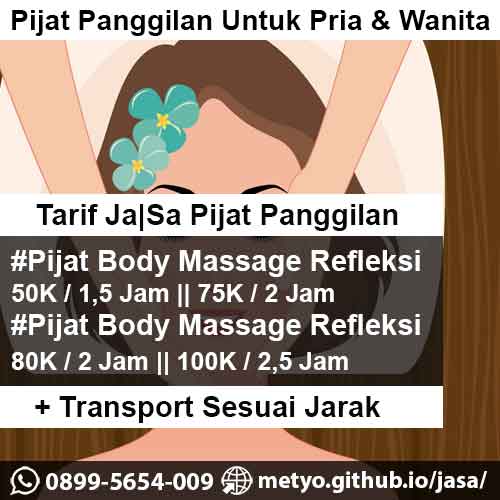 Pijat Panggilan Untuk Pria & Wanita
Tarif Ja|Sa Pijat Panggilan
#Pijat Body Massage Refleksi
50K / 1,5 Jam || 75K / 2 Jam
#Pijat Body Massage Refleksi
80K / 2 Jam || 100K / 2,5 Jam
+ Transport Sesuai Jarak
0899-5654-009 metyo.github.io/jasa/